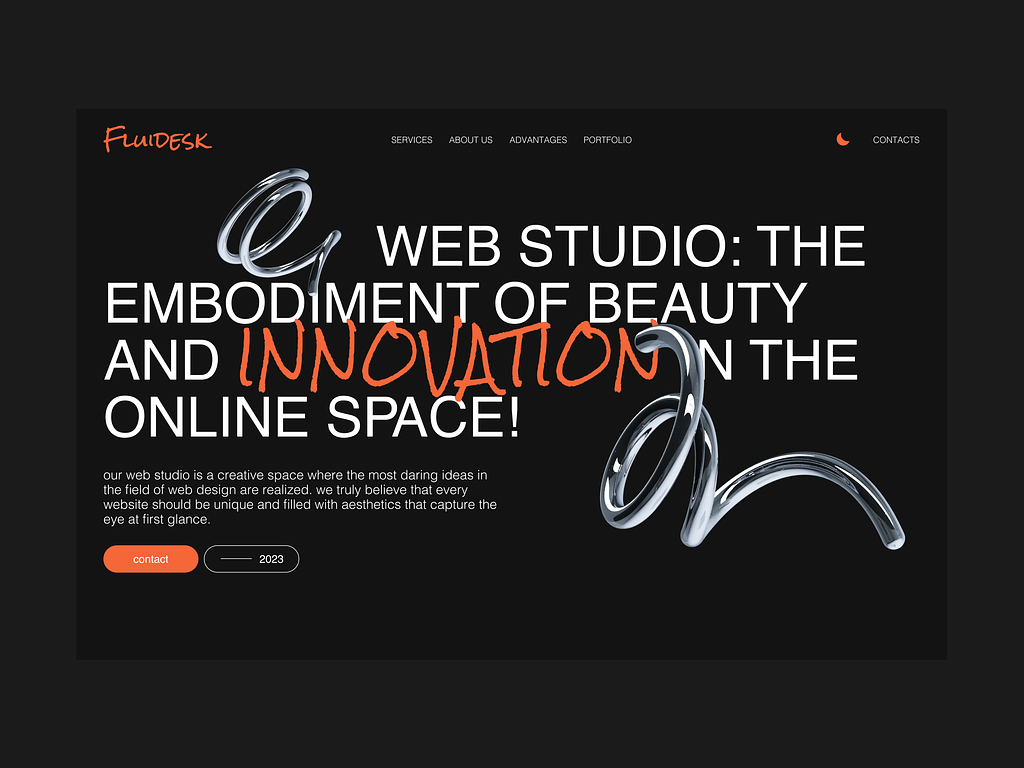 Fluidesk
SERVICES ABOUT US ADVANTAGES PORTFOLIO
CONTACTS
WEB STUDIO: THE
EMBODIMENT OF BEAUTY
AND INNOVATION IN THE
ONLINE SPACE!
our web studio is a creative space where the most daring ideas in
the field of web design are realized. we truly believe that every
website should be unique and filled with aesthetics that capture the
eye at first glance.
contact
2023